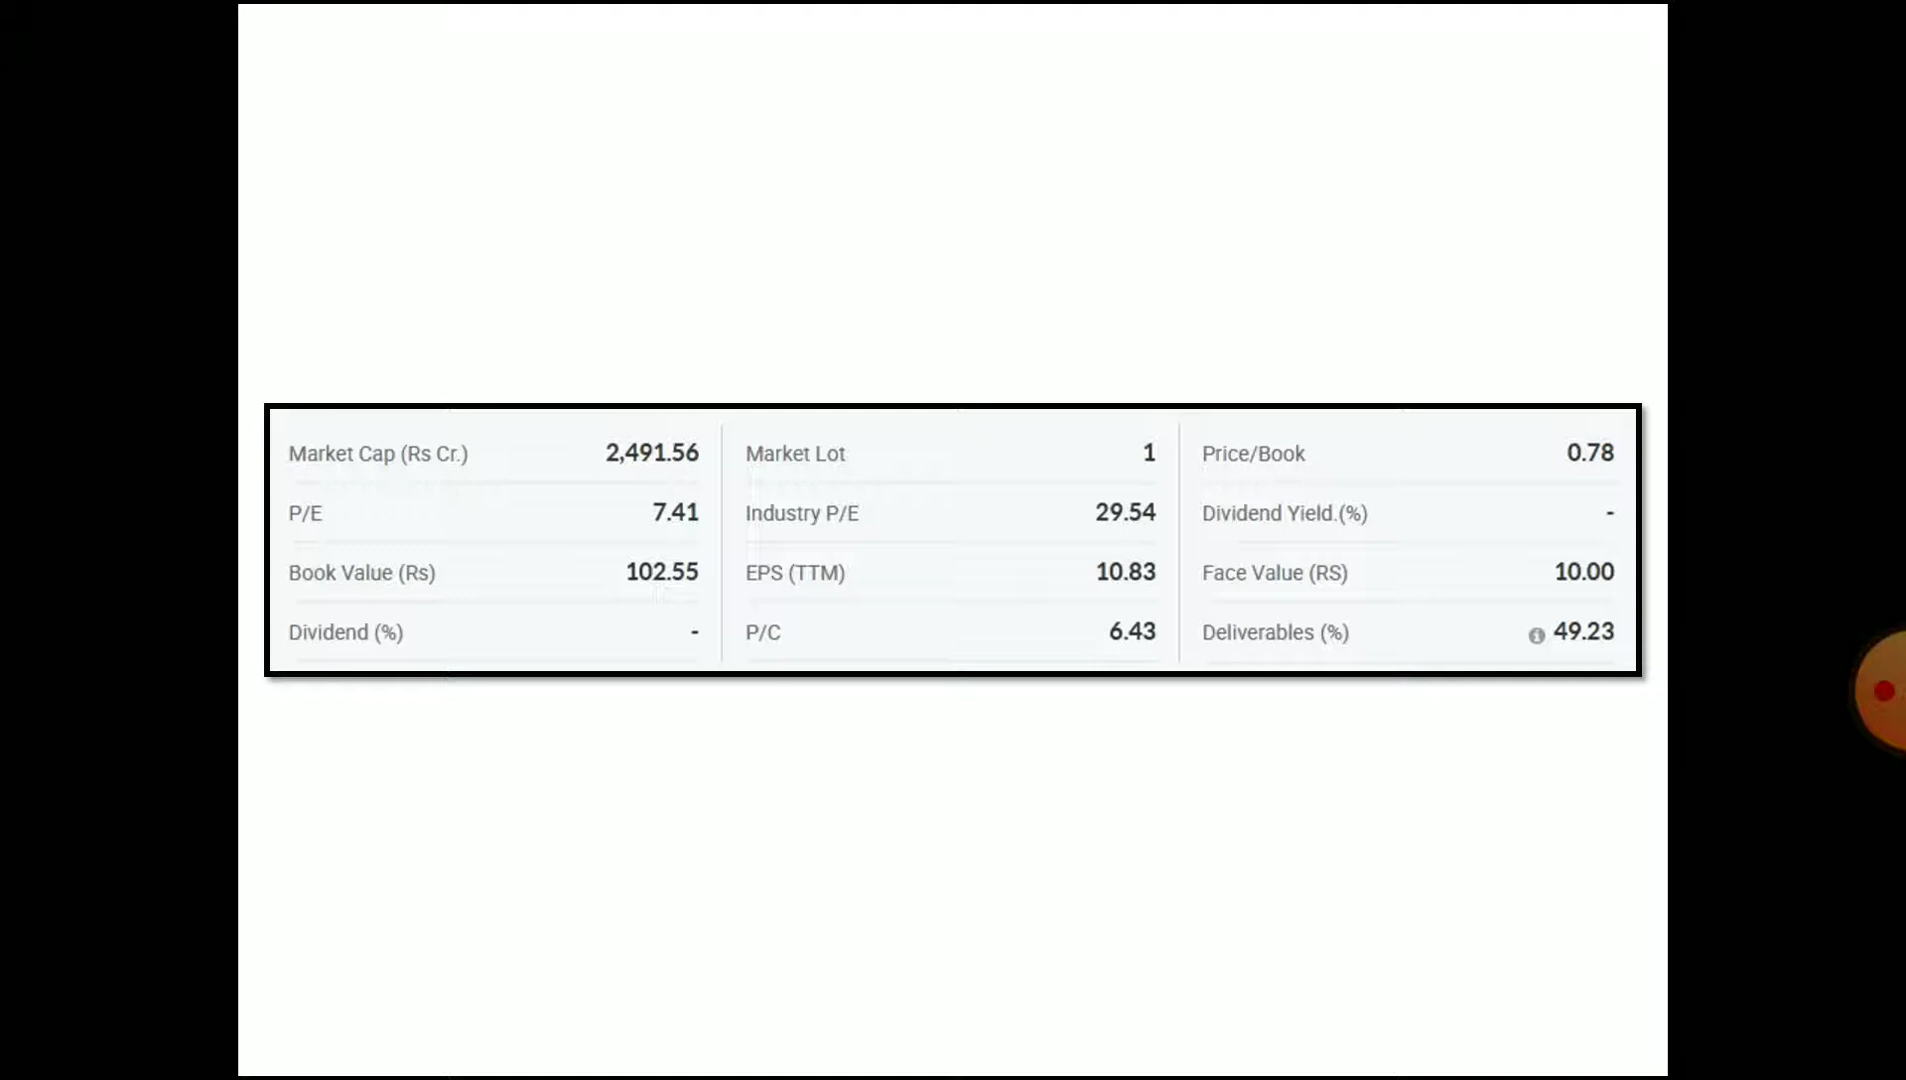 Market Cap (Rs Cr.) 2,491.56 Market Lot 1 Price/Book 0.78
P/E 7.41 Industry P/E 29.54 Dividend Yield.(%) -
Book Value (Rs) 102.55 EPS (TTM) 10.83 Face Value (RS) 10.00
Dividend (%) - P/C 6.43 Deliverables (%) 49.23